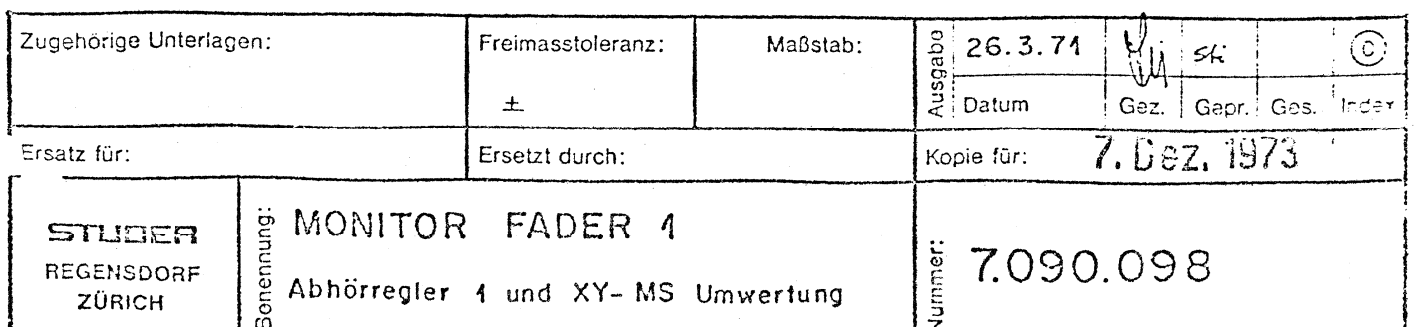 Zugehörige Unterlagen:
Freimasstoleranz:
±
Maßstab:
Ausgabe
26.3.71
sti
C
Datum
Gez.
Gepr.
Ges.
Index
Ersatz für:
Ersetzt durch:
Kopie für:
7. Dez. 1973
STUDER
REGENSDORF
ZÜRICH
Benennung:
MONITOR FADER 1
Abhörregler 1 und XY-MS Umwertung
Nummer:
7.090.098